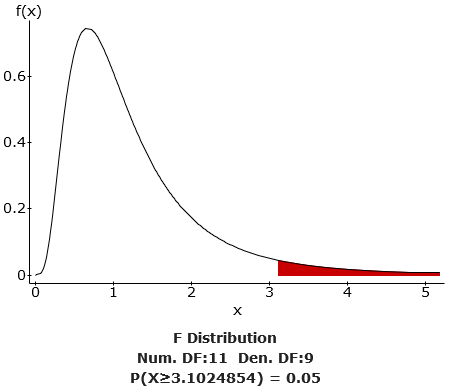 f(x)
0.6
0.4
0.2
0
0 1 2 3 4 5
x
F Distribution
Num. DF:11 Den. DF:9
P(X≥3.1024854) = 0.05